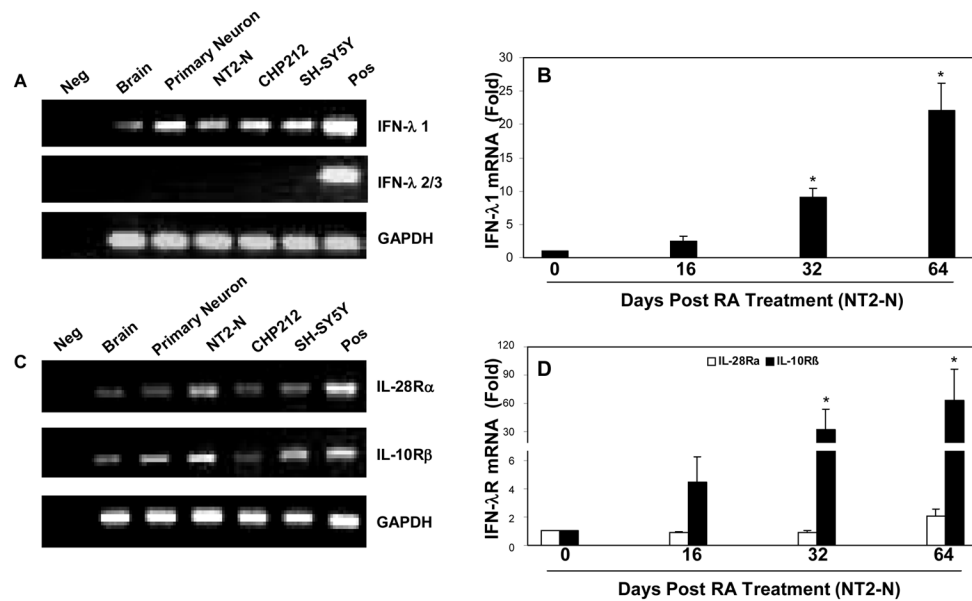 A
Neg
Brain
Primary Neuron
NT2-N
CHP212
SH-SY5Y
Pos
IFN-λ 1
IFN-λ 2/3
GAPDH
B
IFN-λ1 mRNA (Fold)
30
25
20
15
10
5
0
*
*
0 16 32 64
Days Post RA Treatment (NT2-N)
C
Neg
Brain
Primary Neuron
NT2-N
CHP212
SH-SY5Y
Pos
IL-28Rα
IL-10Rβ
GAPDH
D
IL-28Ra IL-10Rß
IFN-λR mRNA (Fold)
120
90
60
30
6
4
2
0
*
*
0 16 32 64
Days Post RA Treatment (NT2-N)